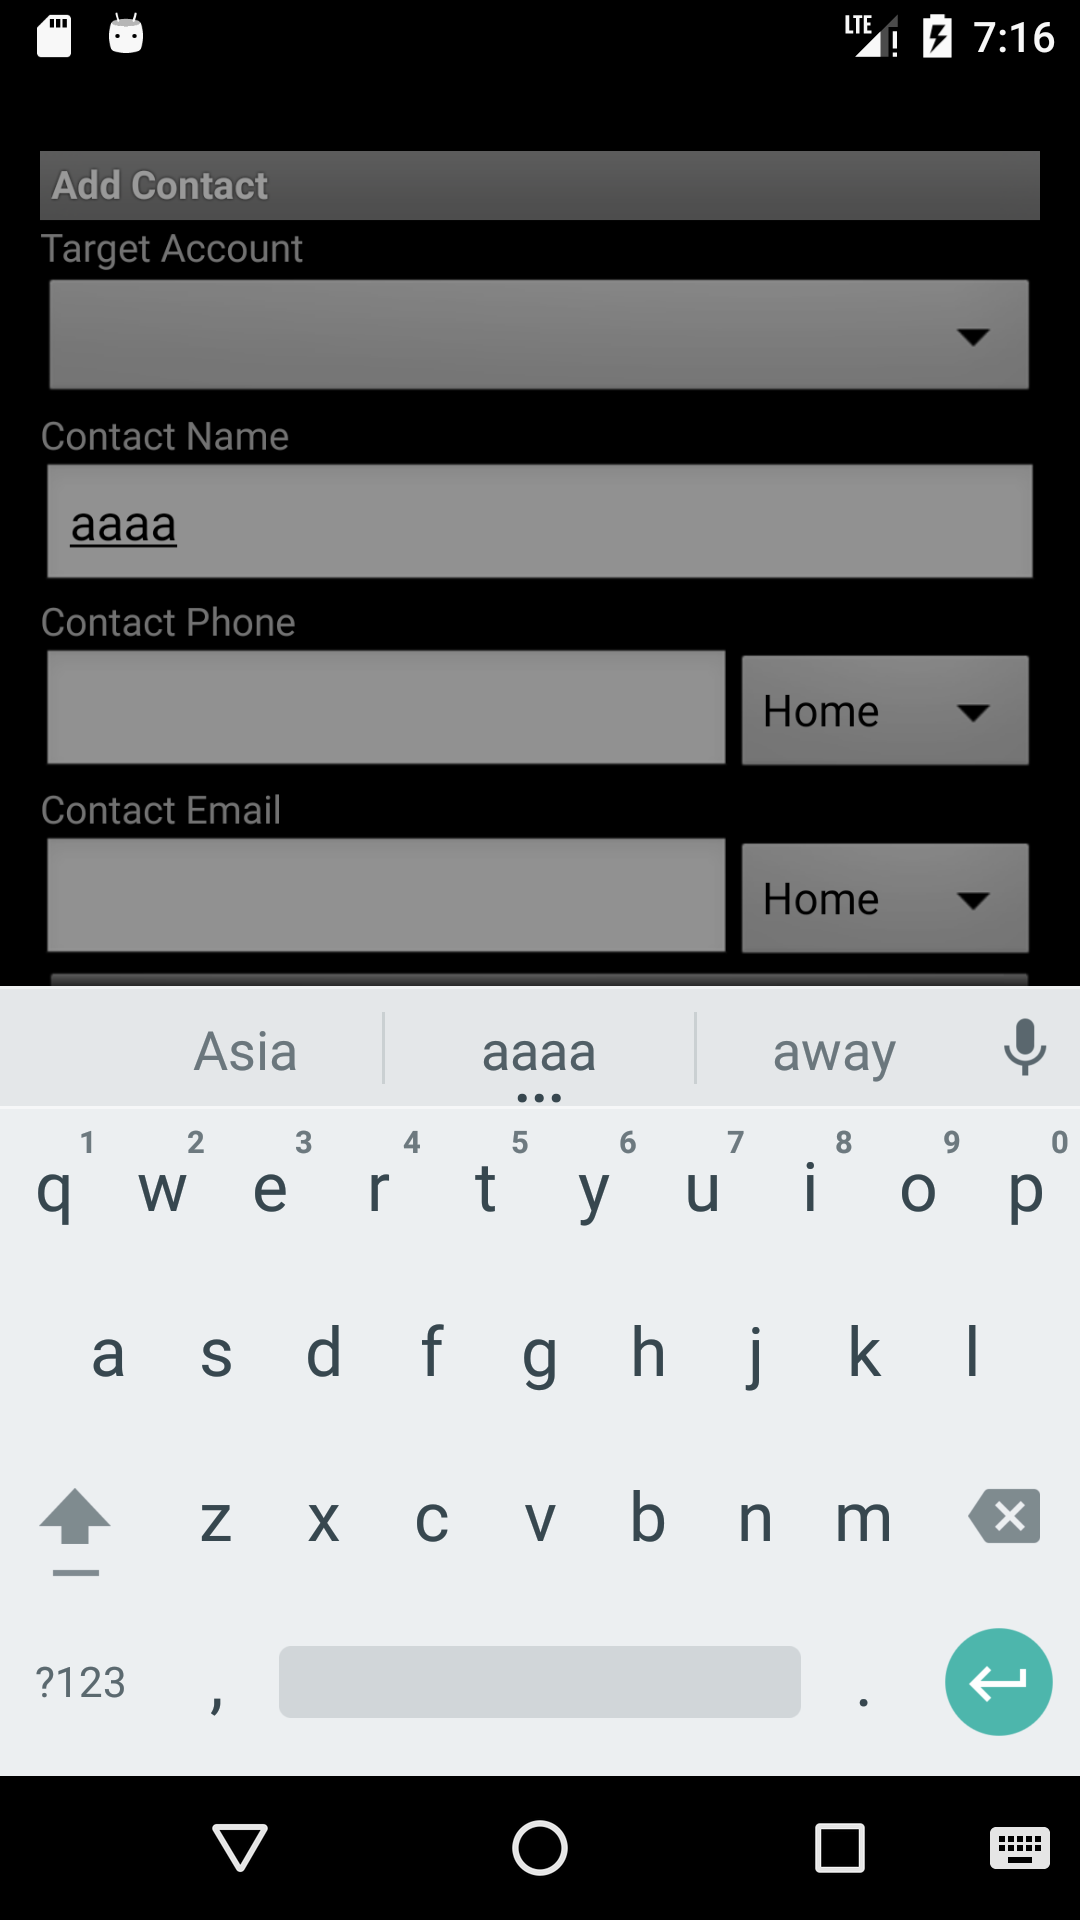 LTE ! 7:16
Add Contact
Target Account
Contact Name
aaaa
Contact Phone
Home
Contact Email
Home
Asia aaaa away
1 2 3 4 5 6 7 8 9 0
q w e r t y u i o p
a s d f g h j k l
z x c v b n m
?123 , .